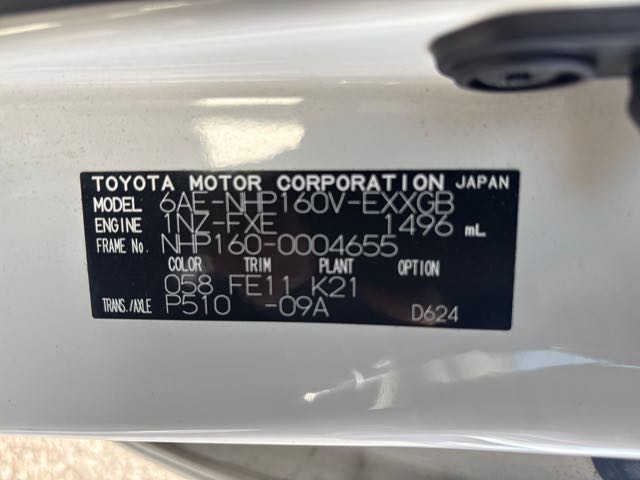 TOYOTA MOTOR CORPORATION JAPAN
MODEL 6AE-NHP160V-EXXGB
ENGINE 1NZ-FXE 1496 mL
FRAME No. NHP160-0004655
COLOR TRIM PLANT OPTION
058 FE11 K21
TRANS./AXLE P510 -09A D624